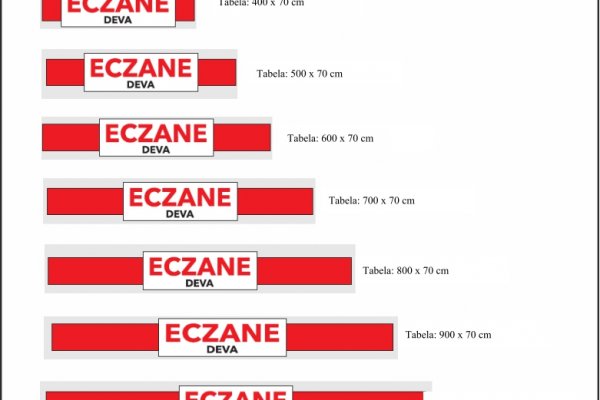 ECZANE
DEVA
Tabela: 400 x 70 cm
ECZANE
DEVA
Tabela: 500 x 70 cm
ECZANE
DEVA
Tabela: 600 x 70 cm
ECZANE
DEVA
Tabela: 700 x 70 cm
ECZANE
DEVA
Tabela: 800 x 70 cm
ECZANE
DEVA
Tabela: 900 x 70 cm
ECZANE